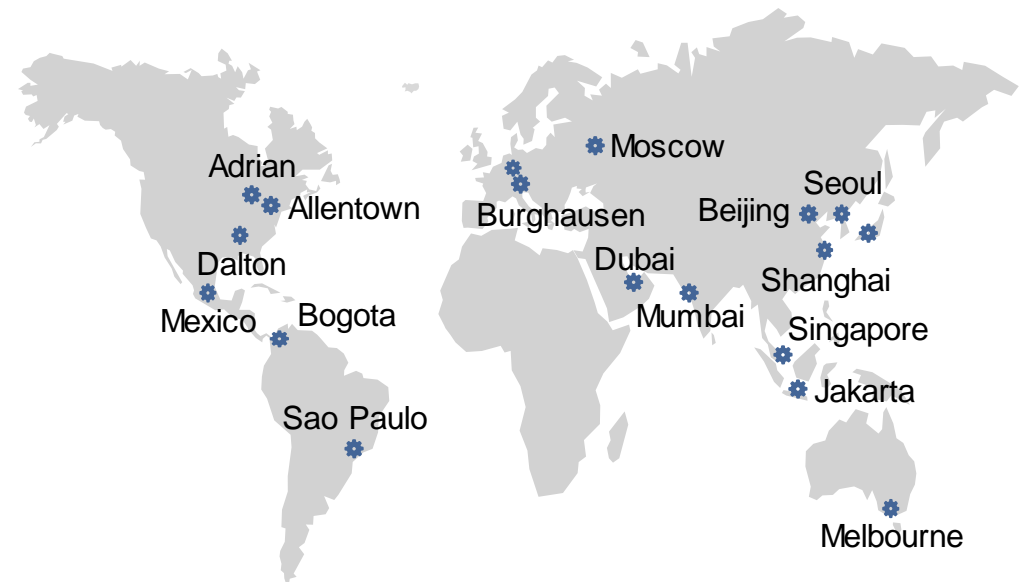 Moscow
Adrian
Seoul
Allentown
Burghausen
Beijing
Dalton
Dubai
Shanghai
Mexico
Bogota
Mumbai
Singapore
Jakarta
Sao Paulo
Melbourne